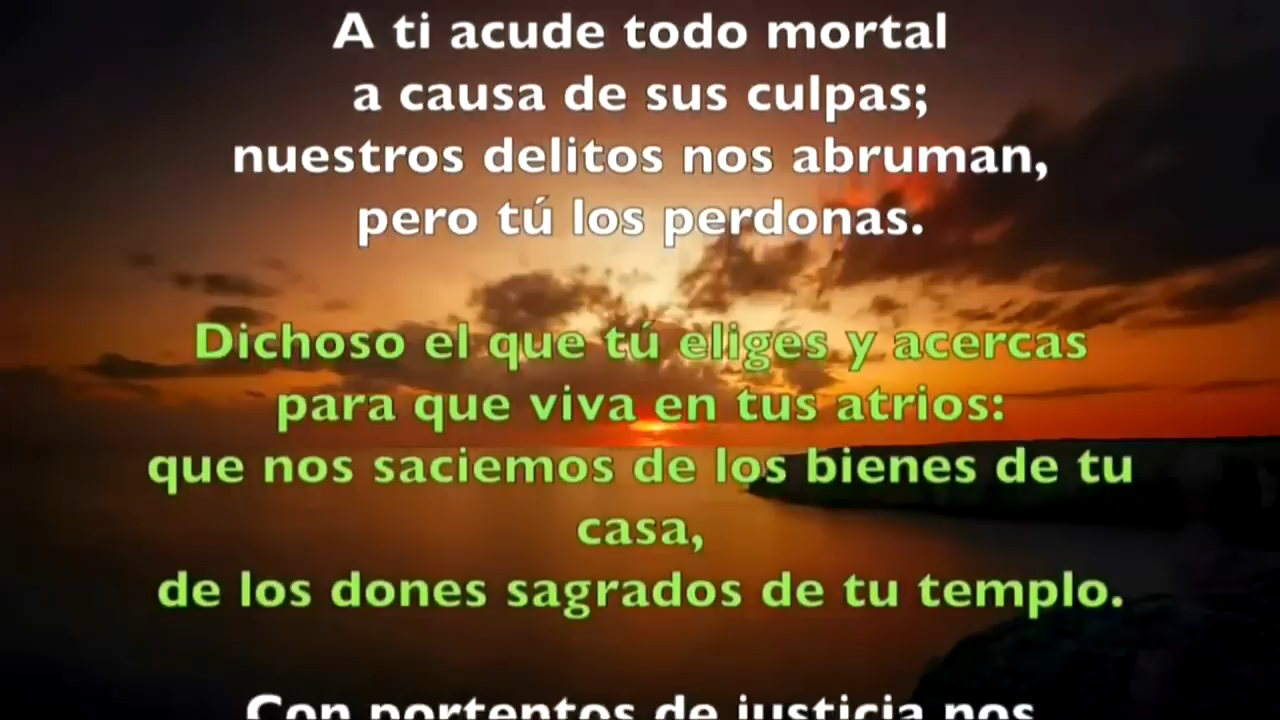 A ti acude todo mortal
a causa de sus culpas;
nuestros delitos nos abruman,
pero tú los perdonas.
Dichoso el que tú eliges y acercas
para que viva en tus atrios:
que nos saciemos de los bienes de tu
casa,
de los dones sagrados de tu templo.
Con portentos de justicia nos